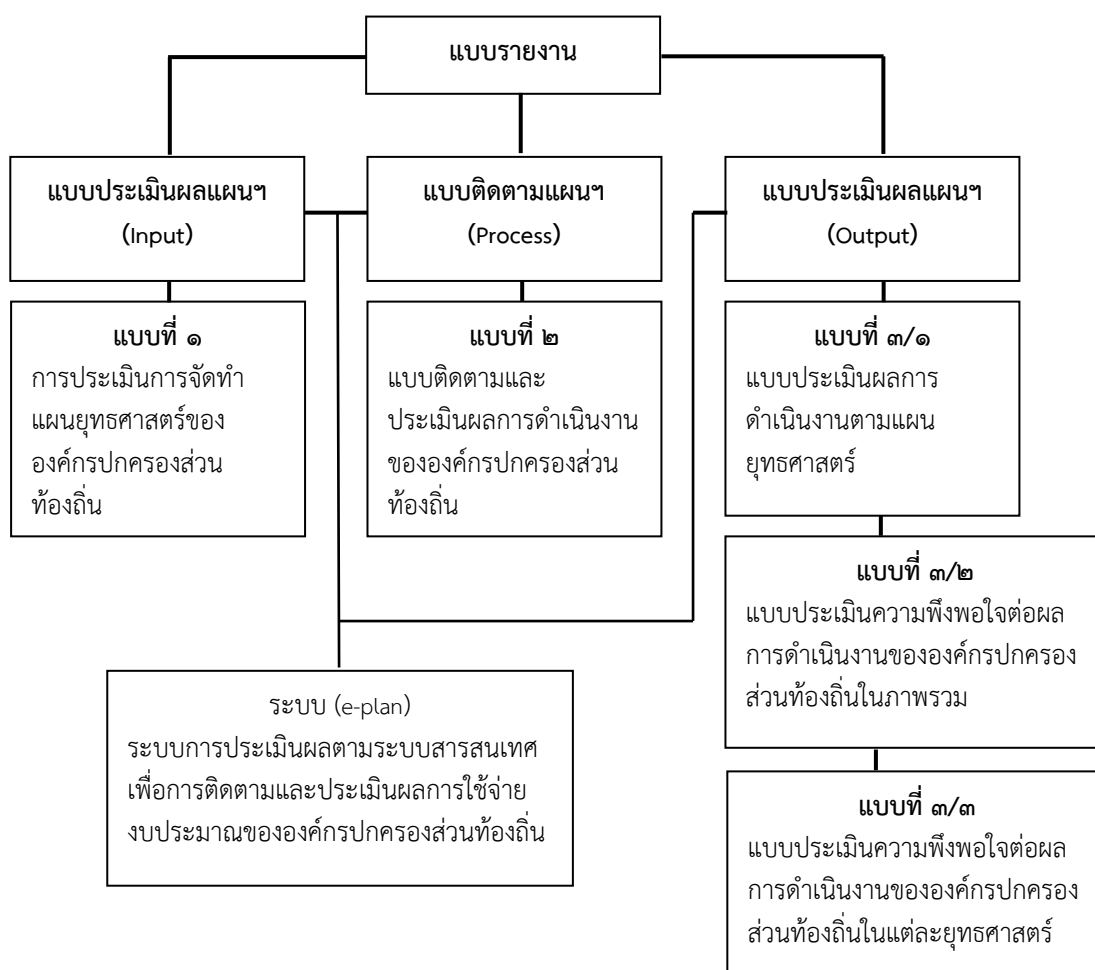 แบบรายงาน
แบบประเมินผลแผนฯ
(Input)
แบบติดตามแผนฯ
(Process)
แบบประเมินผลแผนฯ
(Output)
แบบที่ ๑
การประเมินการจัดทำ
แผนยุทธศาสตร์ของ
องค์กรปกครองส่วน
ท้องถิ่น
แบบที่ ๒
แบบติดตามและ
ประเมินผลการดำเนินงาน
ขององค์กรปกครองส่วน
ท้องถิ่น
แบบที่ ๓/๑
แบบประเมินผลการ
ดำเนินงานตามแผน
ยุทธศาสตร์
แบบที่ ๓/๒
แบบประเมินความพึงพอใจต่อผล
การดำเนินงานขององค์กรปกครอง
ส่วนท้องถิ่นในภาพรวม
ระบบ (e-plan)
ระบบการประเมินผลตามระบบสารสนเทศ
เพื่อการติดตามและประเมินผลการใช้จ่าย
งบประมาณขององค์กรปกครองส่วนท้องถิ่น
แบบที่ ๓/๓
แบบประเมินความพึงพอใจต่อผล
การดำเนินงานขององค์กรปกครอง
ส่วนท้องถิ่นในแต่ละยุทธศาสตร์